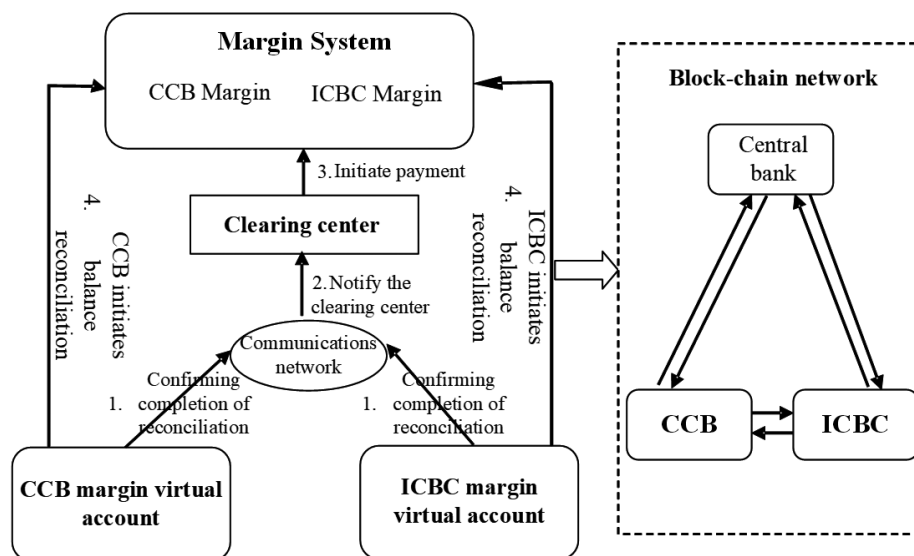 Margin System
CCB Margin
ICBC Margin
3. Initiate payment
Clearing center
2. Notify the
clearing center
Communications
network
4.
CCB initiates
balance
reconciliation
4.
ICBC initiates
balance
reconciliation
1.
Confirming
completion of
reconciliation
1.
Confirming
completion of
reconciliation
CCB margin virtual
account
ICBC margin
virtual account
Block-chain network
Central
bank
CCB
ICBC